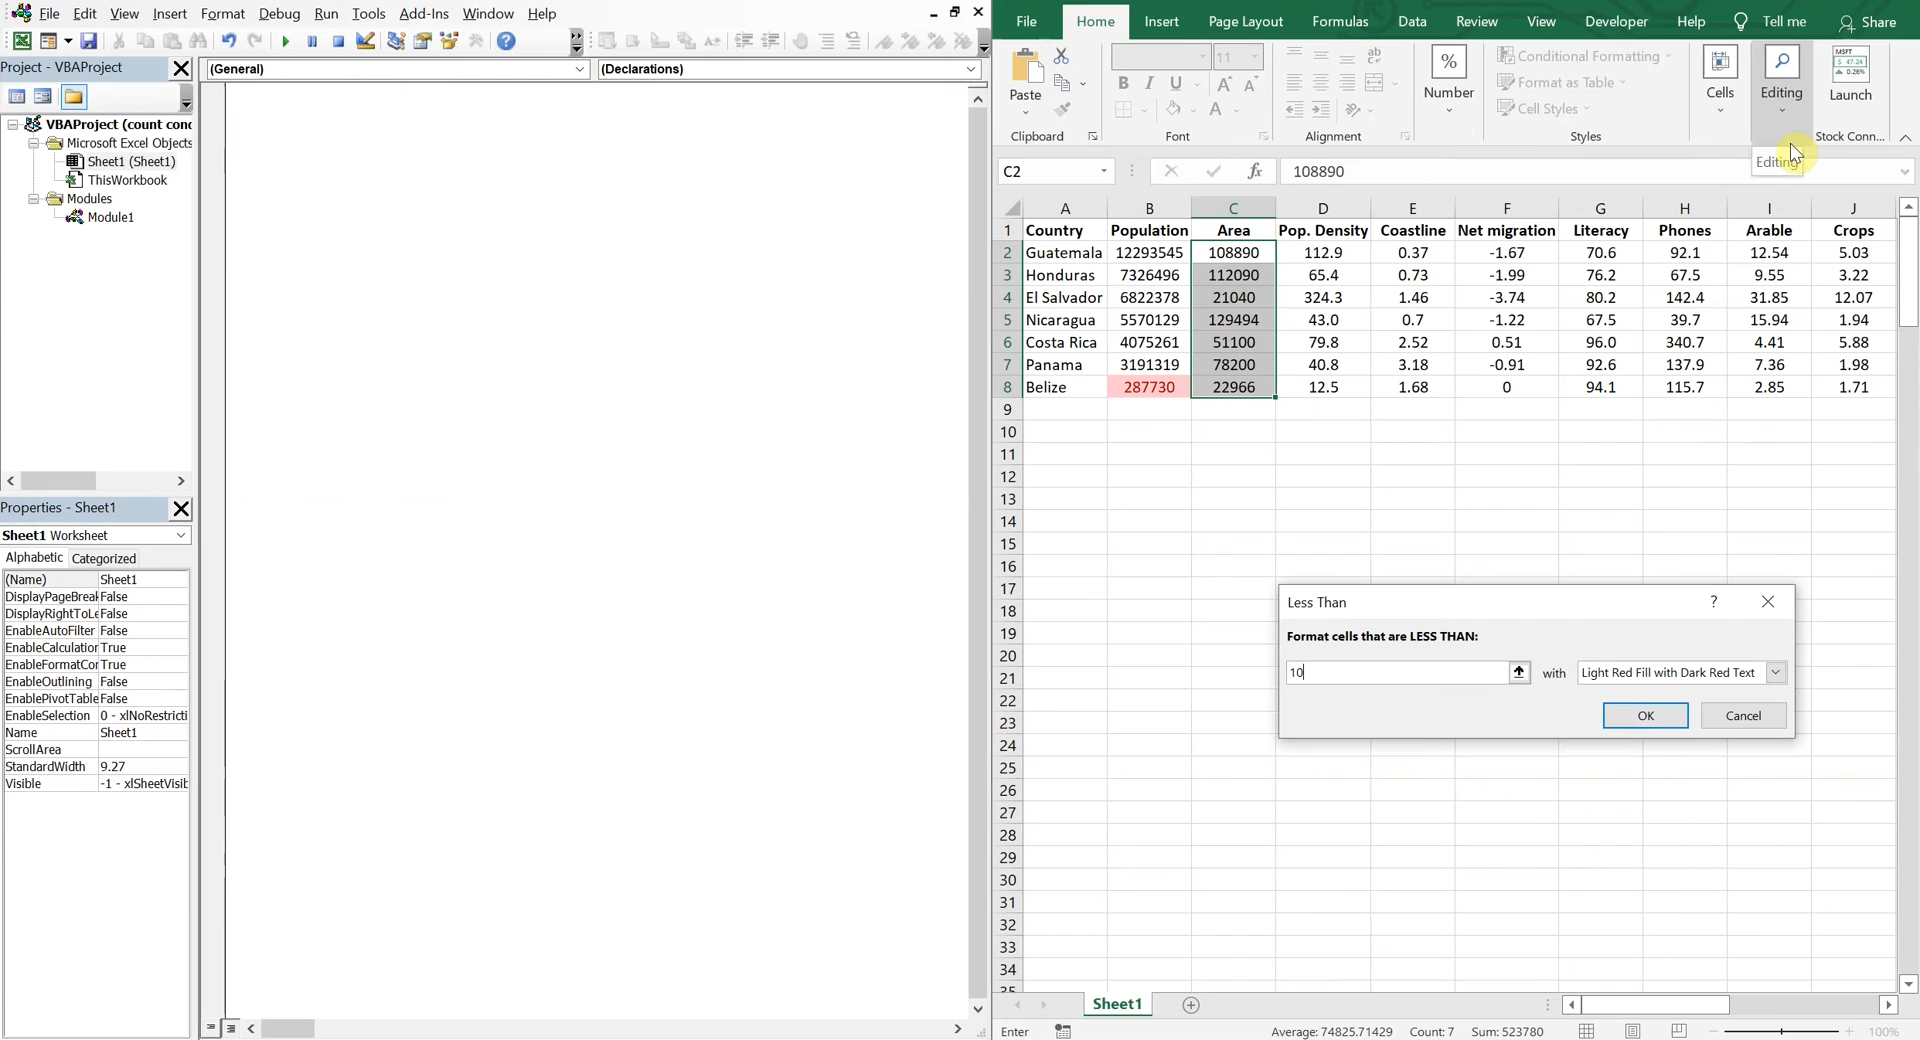 File Edit View Insert Format Debug Run Tools Add-Ins Window Help
Project - VBAProject
VBAProject (count cond
Microsoft Excel Objects
Sheet1 (Sheet1)
ThisWorkbook
Modules
Module1
Properties - Sheet1
Sheet1 Worksheet
Alphabetic Categorized
(Name) Sheet1
DisplayPageBreak False
DisplayRightToLe False
EnableAutoFilter False
EnableCalculation True
EnableFormatCor True
EnableOutlining False
EnablePivotTable False
EnableSelection 0 - xlNoRestricti
Name Sheet1
ScrollArea
StandardWidth 9.27
Visible -1 - xlSheetVisib
(General) (Declarations)
File Home Insert Page Layout Formulas Data Review View Developer Help Tell me Share
Paste
Clipboard
11
B I U
Font
ab
Alignment
%
Number
Conditional Formatting
Format as Table
Cell Styles
Styles
Cells
Editing
MSFT
$ 47.24
0.26%
Launch
Stock Conn...
Editing
C2 fx 108890
A B C D E F G H I J
1 Country Population Area Pop. Density Coastline Net migration Literacy Phones Arable Crops
2 Guatemala 12293545 108890 112.9 0.37 -1.67 70.6 92.1 12.54 5.03
3 Honduras 7326496 112090 65.4 0.73 -1.99 76.2 67.5 9.55 3.22
4 El Salvador 6822378 21040 324.3 1.46 -3.74 80.2 142.4 31.85 12.07
5 Nicaragua 5570129 129494 43.0 0.7 -1.22 67.5 39.7 15.94 1.94
6 Costa Rica 4075261 51100 79.8 2.52 0.51 96.0 340.7 4.41 5.88
7 Panama 3191319 78200 40.8 3.18 -0.91 92.6 137.9 7.36 1.98
8 Belize 287730 22966 12.5 1.68 0 94.1 115.7 2.85 1.71
9
10
11
12
13
14
15
16
17
18
19
20
21
22
23
24
25
26
27
28
29
30
31
32
33
34
35
Less Than ?
Format cells that are LESS THAN:
10 with Light Red Fill with Dark Red Text
OK Cancel
Sheet1
Enter Average: 74825.71429 Count: 7 Sum: 523780 100%